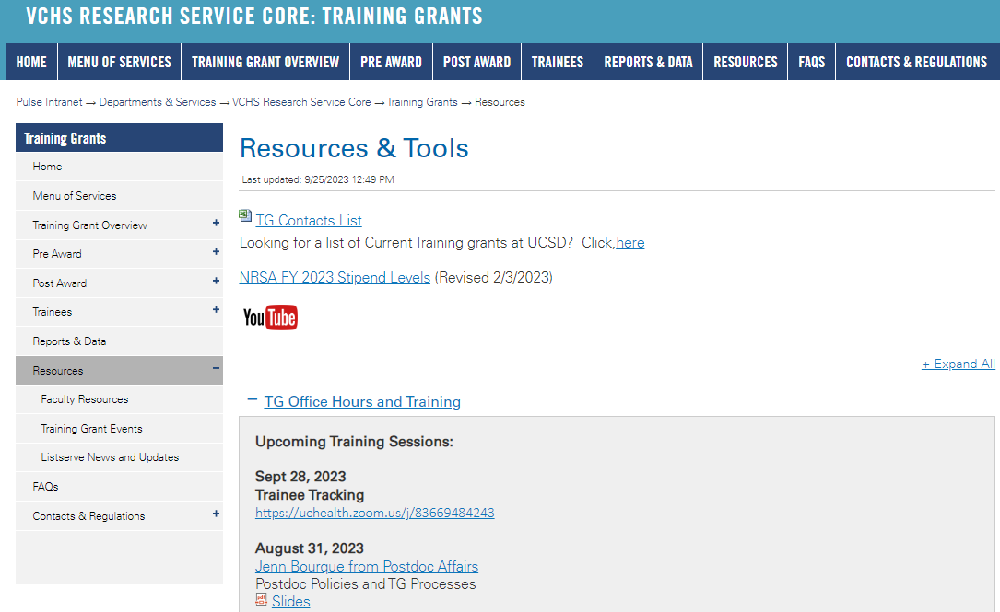 VCHS RESEARCH SERVICE CORE: TRAINING GRANTS
HOME MENU OF SERVICES TRAINING GRANT OVERVIEW PRE AWARD POST AWARD TRAINEES REPORTS & DATA RESOURCES FAQS CONTACTS & REGULATIONS
Pulse Intranet → Departments & Services → VCHS Research Service Core → Training Grants → Resources
Training Grants
Home
Menu of Services
Training Grant Overview +
Pre Award +
Post Award +
Trainees +
Reports & Data
Resources −
Faculty Resources
Training Grant Events
Listserve News and Updates
FAQs
Contacts & Regulations +
Resources & Tools
Last updated: 9/25/2023 12:49 PM
TG Contacts List
Looking for a list of Current Training grants at UCSD? Click, here
NRSA FY 2023 Stipend Levels (Revised 2/3/2023)
YouTube
+ Expand All
− TG Office Hours and Training
Upcoming Training Sessions:
Sept 28, 2023
Trainee Tracking
https://uchealth.zoom.us/j/83669484243
August 31, 2023
Jenn Bourque from Postdoc Affairs
Postdoc Policies and TG Processes
Slides